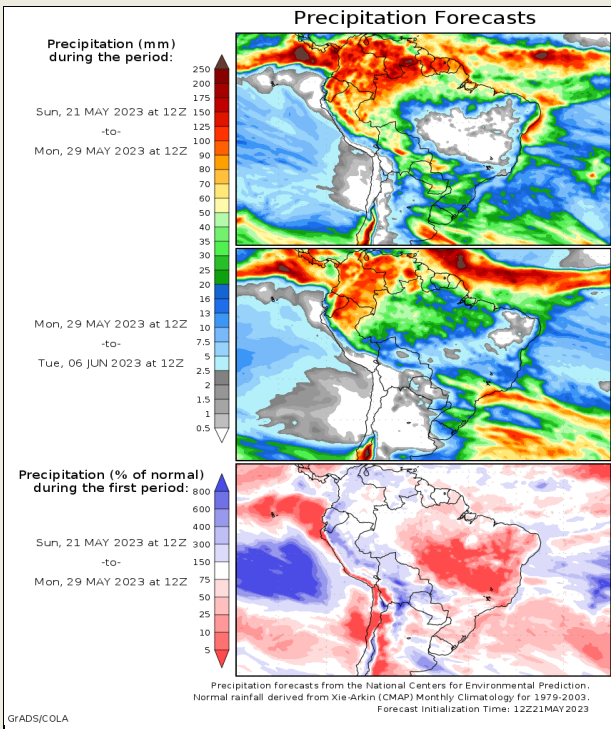 Precipitation Forecasts
Precipitation (mm)
during the period:
250
200
175
150
125
100
90
80
70
60
50
40
35
30
25
20
16
13
10
7.5
5
2.5
2
1.5
1
0.5
Sun, 21 MAY 2023 at 12Z
-to-
Mon, 29 MAY 2023 at 12Z
Mon, 29 MAY 2023 at 12Z
-to-
Tue, 06 JUN 2023 at 12Z
Precipitation (% of normal)
during the first period:
800
600
400
300
150
75
50
25
10
5
Sun, 21 MAY 2023 at 12Z
-to-
Mon, 29 MAY 2023 at 12Z
Precipitation forecasts from the National Centers for Environmental Prediction.
Normal rainfall derived from Xie-Arkin (CMAP) Monthly Climatology for 1979-2003.
Forecast Initialization Time: 12Z21MAY2023
GrADS/COLA